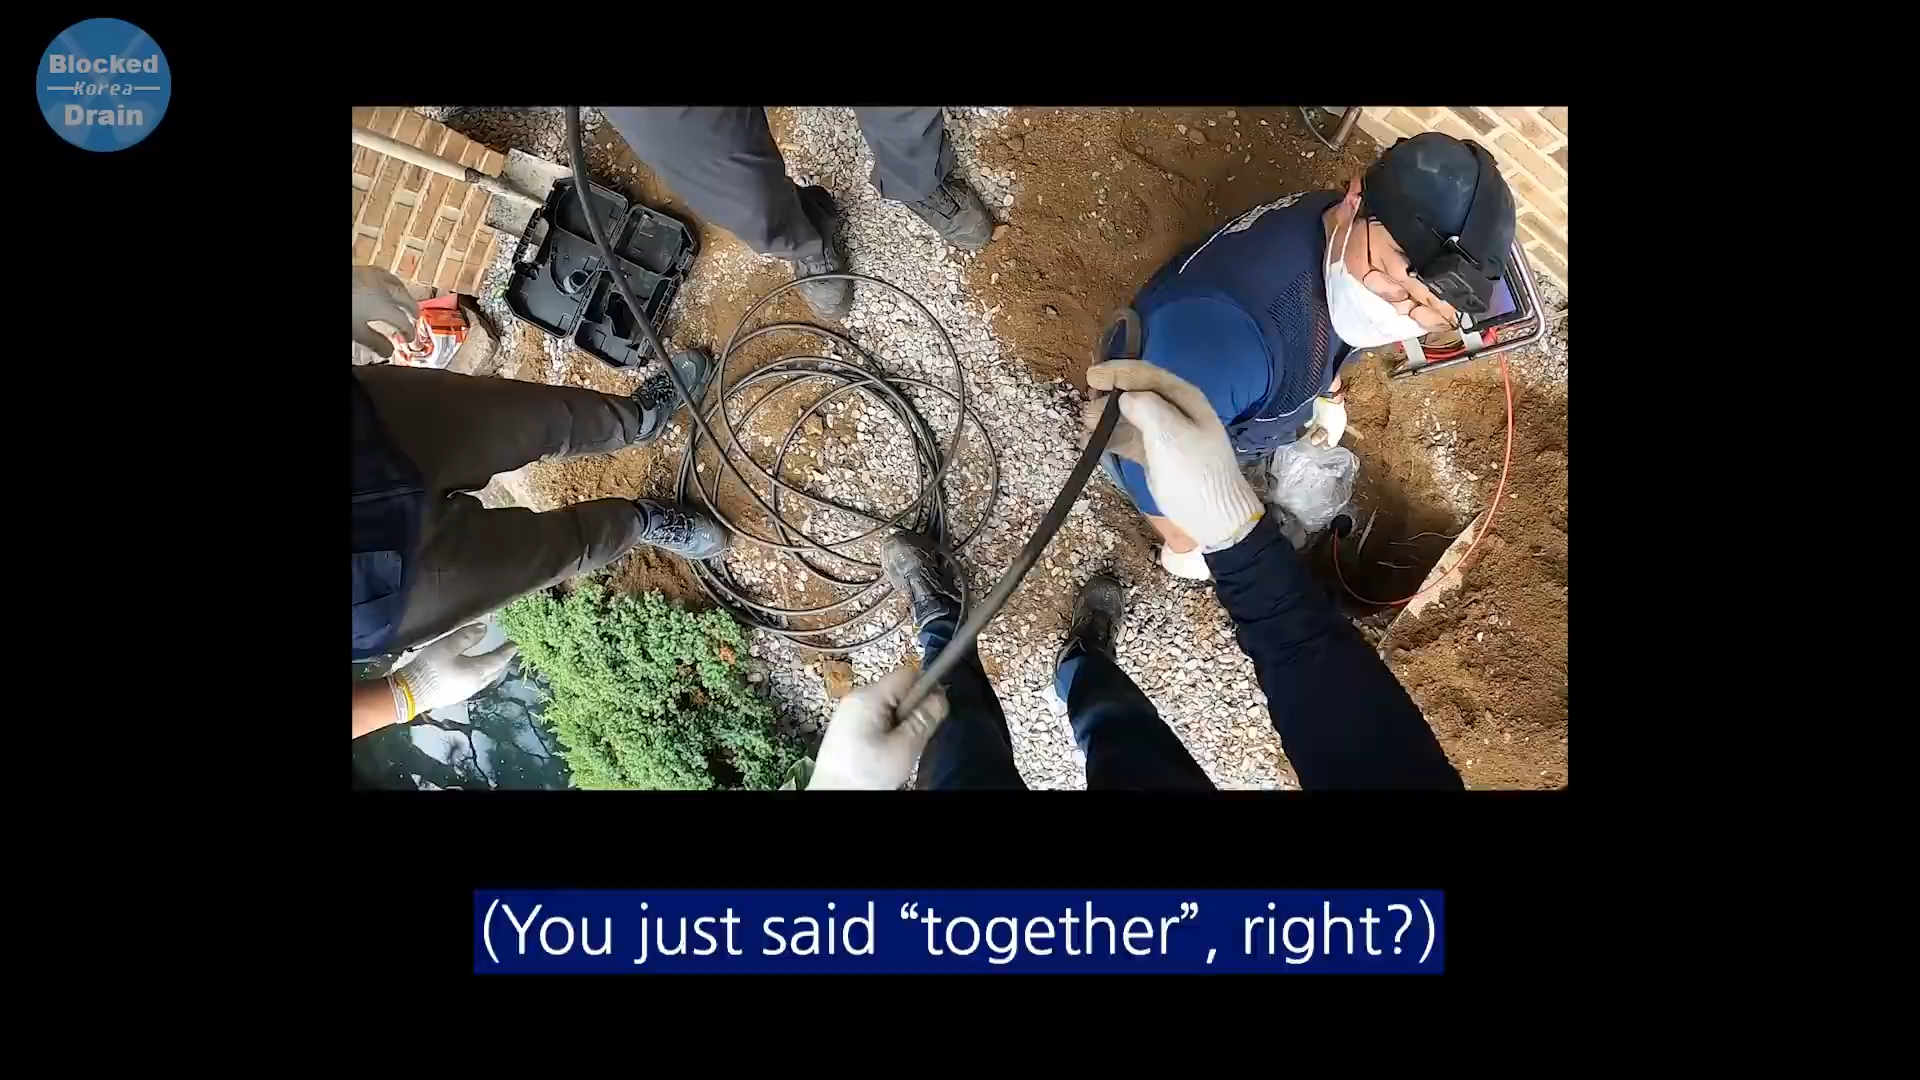 Blocked
Korea
Drain
(You just said “together”, right?)